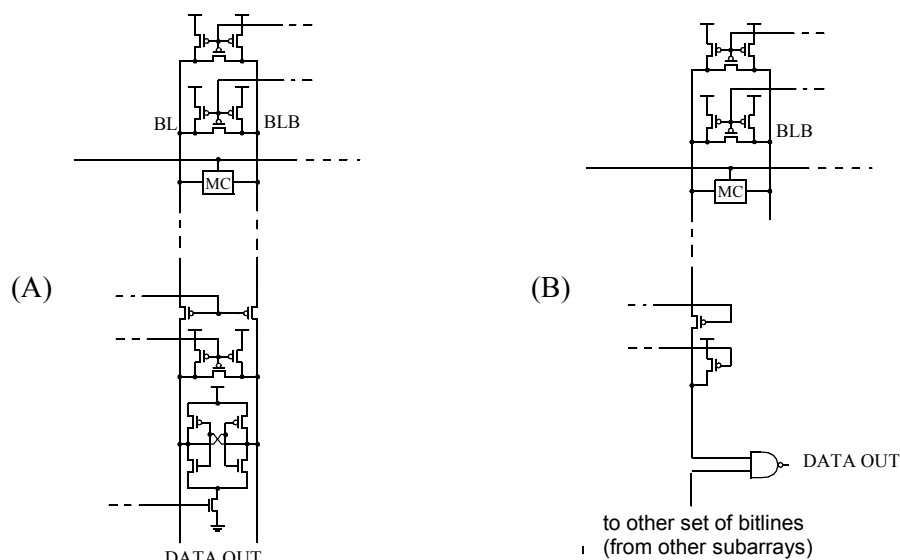 BL
BLB
MC
(A)
DATA OUT
BLB
MC
(B)
DATA OUT
to other set of bitlines
(from other subarrays)